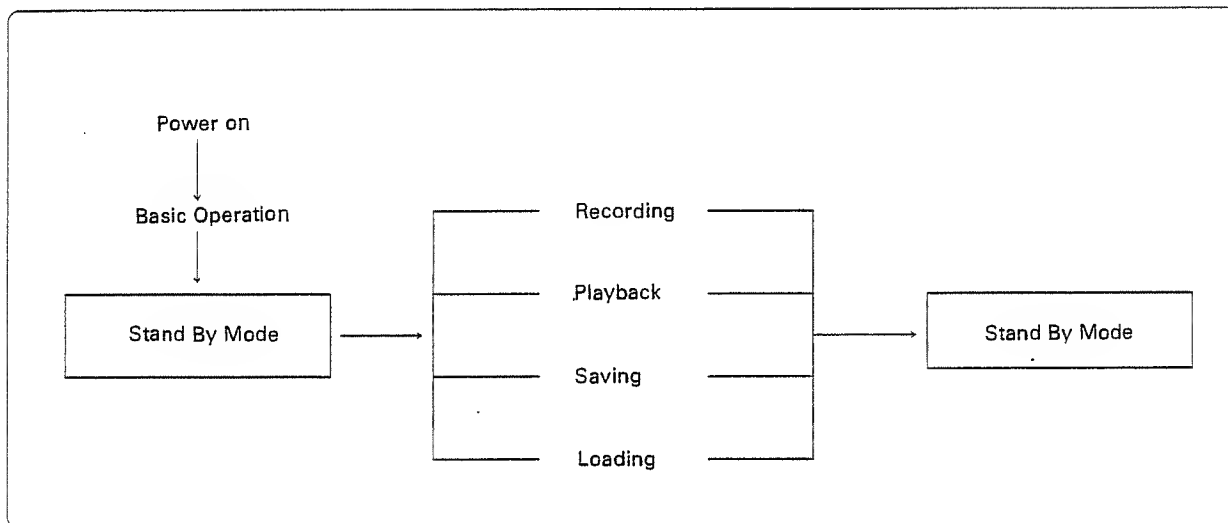 Power on
Basic Operation
Stand By Mode
Recording
Playback
Saving
Loading
Stand By Mode